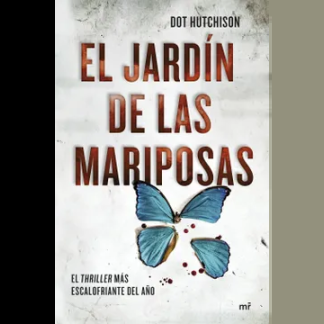 DOT HUTCHISON
EL JARDÍN
DE LAS
MARIPOSAS
EL THRILLER MÁS
ESCALOFRIANTE DEL AÑO
mr